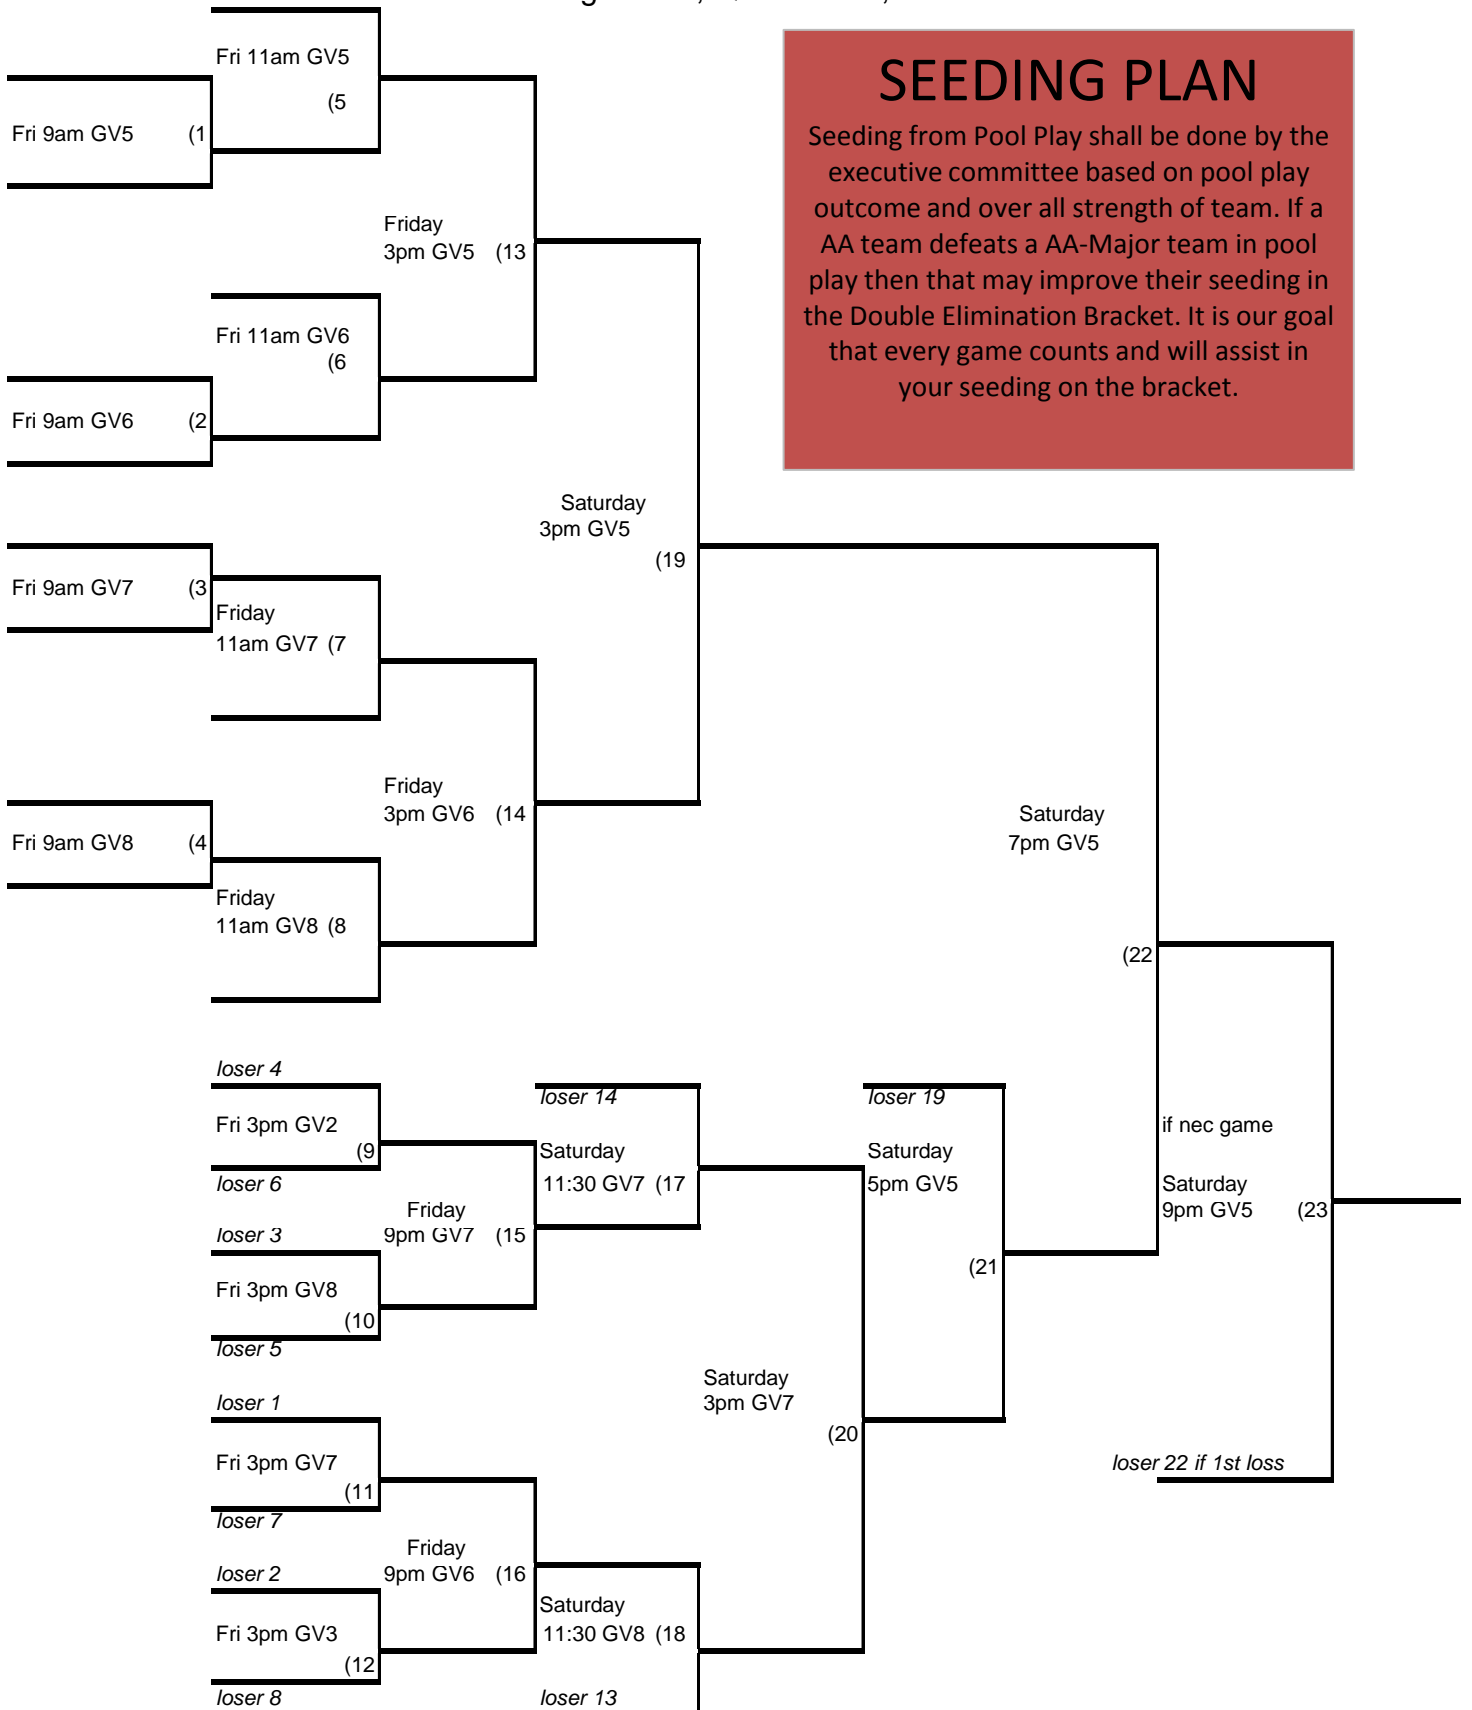 Fri 11am GV5
(5
Fri 9am GV5 (1
Friday
3pm GV5 (13
Fri 11am GV6
(6
Fri 9am GV6 (2
SEEDING PLAN
Seeding from Pool Play shall be done by the
executive committee based on pool play
outcome and over all strength of team. If a
AA team defeats a AA-Major team in pool
play then that may improve their seeding in
the Double Elimination Bracket. It is our goal
that every game counts and will assist in
your seeding on the bracket.
Saturday
3pm GV5
(19
Fri 9am GV7 (3
Friday
11am GV7 (7
Friday
3pm GV6 (14
Fri 9am GV8 (4
Friday
11am GV8 (8
Saturday
7pm GV5
(22
loser 4
Fri 3pm GV2
(9
loser 6
loser 3
Fri 3pm GV8
(10
loser 5
Friday
9pm GV7 (15
loser 14
Saturday
11:30 GV7 (17
loser 19
Saturday
5pm GV5
(21
if nec game
Saturday
9pm GV5 (23
loser 1
Fri 3pm GV7
(11
loser 7
loser 2
Fri 3pm GV3
(12
loser 8
Friday
9pm GV6 (16
Saturday
11:30 GV8 (18
loser 13
Saturday
3pm GV7
(20
loser 22 if 1st loss